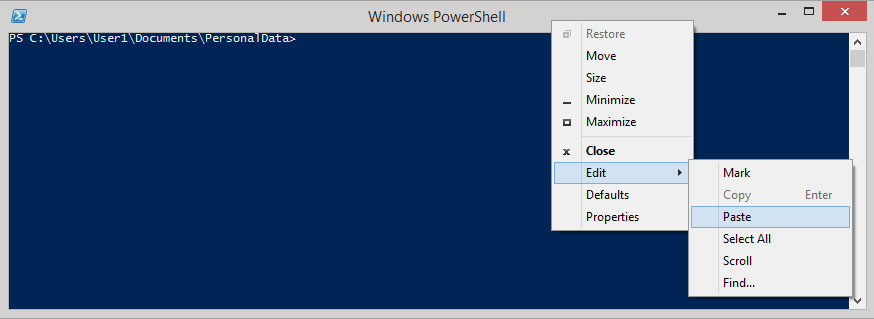 Windows PowerShell
PS C:\Users\User1\Documents\PersonalData>
Restore
Move
Size
Minimize
Maximize
Close
Edit
Defaults
Properties
Mark
Copy Enter
Paste
Select All
Scroll
Find...